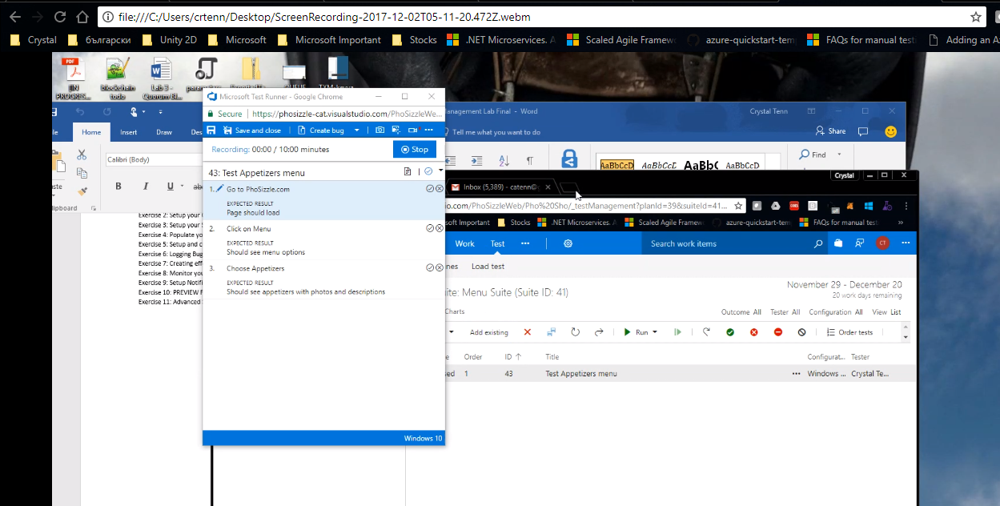 file:///C:/Users/crtenn/Desktop/ScreenRecording-2017-12-02T05-11-20.472Z.webm
Crystal български Unity 2D Microsoft Microsoft Important Stocks .NET Microservices. A Scaled Agile Framew azure-quickstart-tem FAQs for manual test Adding an A
PDF
JIN PROGRES... Blockchain todo Lab 3 - Quorum Bl...
Microsoft Test Runner - Google Chrome
Secure https://phosizzle-cat.visualstudio.com/PhoSizzleWe...
Save and close Create bug
Recording: 00:00 / 10:00 minutes Stop
43: Test Appetizers menu
1. Go to PhoSizzle.com
EXPECTED RESULT
Page should load
2. Click on Menu
EXPECTED RESULT
Should see menu options
3. Choose Appetizers
EXPECTED RESULT
Should see appetizers with photos and descriptions
Windows 10
anagement Lab Final - Word Crystal Tenn
Home Insert Draw Des
Tell me what you want to do Share
Calibri (Body)
B I U abc
aste
lipboard
AaBbCcD AaBbCcD AaBbC AaBbCcD
Find
Exercise 2: Setup your
Exercise 3: Setup your
Exercise 4: Populate yo
Exercise 5: Setup and c
Exercise 6: Logging Bug
Exercise 7: Creating eff
Exercise 8: Monitor you
Exercise 9: Setup Notifi
Exercise 10: PREVIEW F
Exercise 11: Advanced
Crystal
Inbox (5,389) - catenn@
io.com/PhoSizzleWeb/Pho%20Sho/_testManagement?planId=39&suiteId=41...
soft Important Stocks .NET Microservices. A Scaled Agile Framew azure-quickstart-tem FAQs for manual test »
Work Test Search work items CT
nes Load test
ite: Menu Suite (Suite ID: 41)
November 29 - December 20
20 work days remaining
Charts
Outcome All Tester All Configuration All View List
Add existing Run Order tests
e Order ID Title Configurat... Tester
sed 1 43 Test Appetizers menu Windows ... Crystal Te...